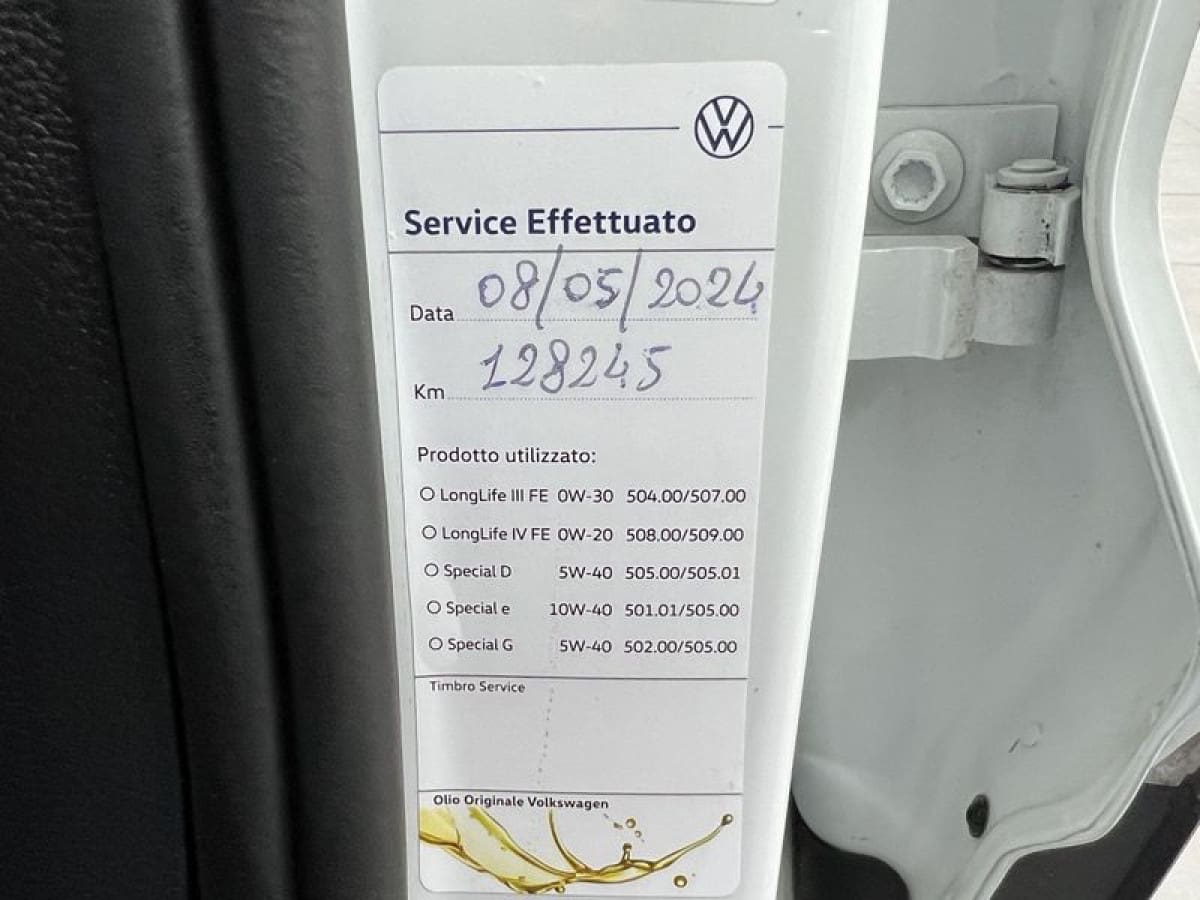 Service Effettuato
Data 08/05/2024
Km 128245
Prodotto utilizzato:
LongLife III FE 0W-30 504.00/507.00
LongLife IV FE 0W-20 508.00/509.00
Special D 5W-40 505.00/505.01
Special e 10W-40 501.01/505.00
Special G 5W-40 502.00/505.00
Timbro Service
Olio Originale Volkswagen